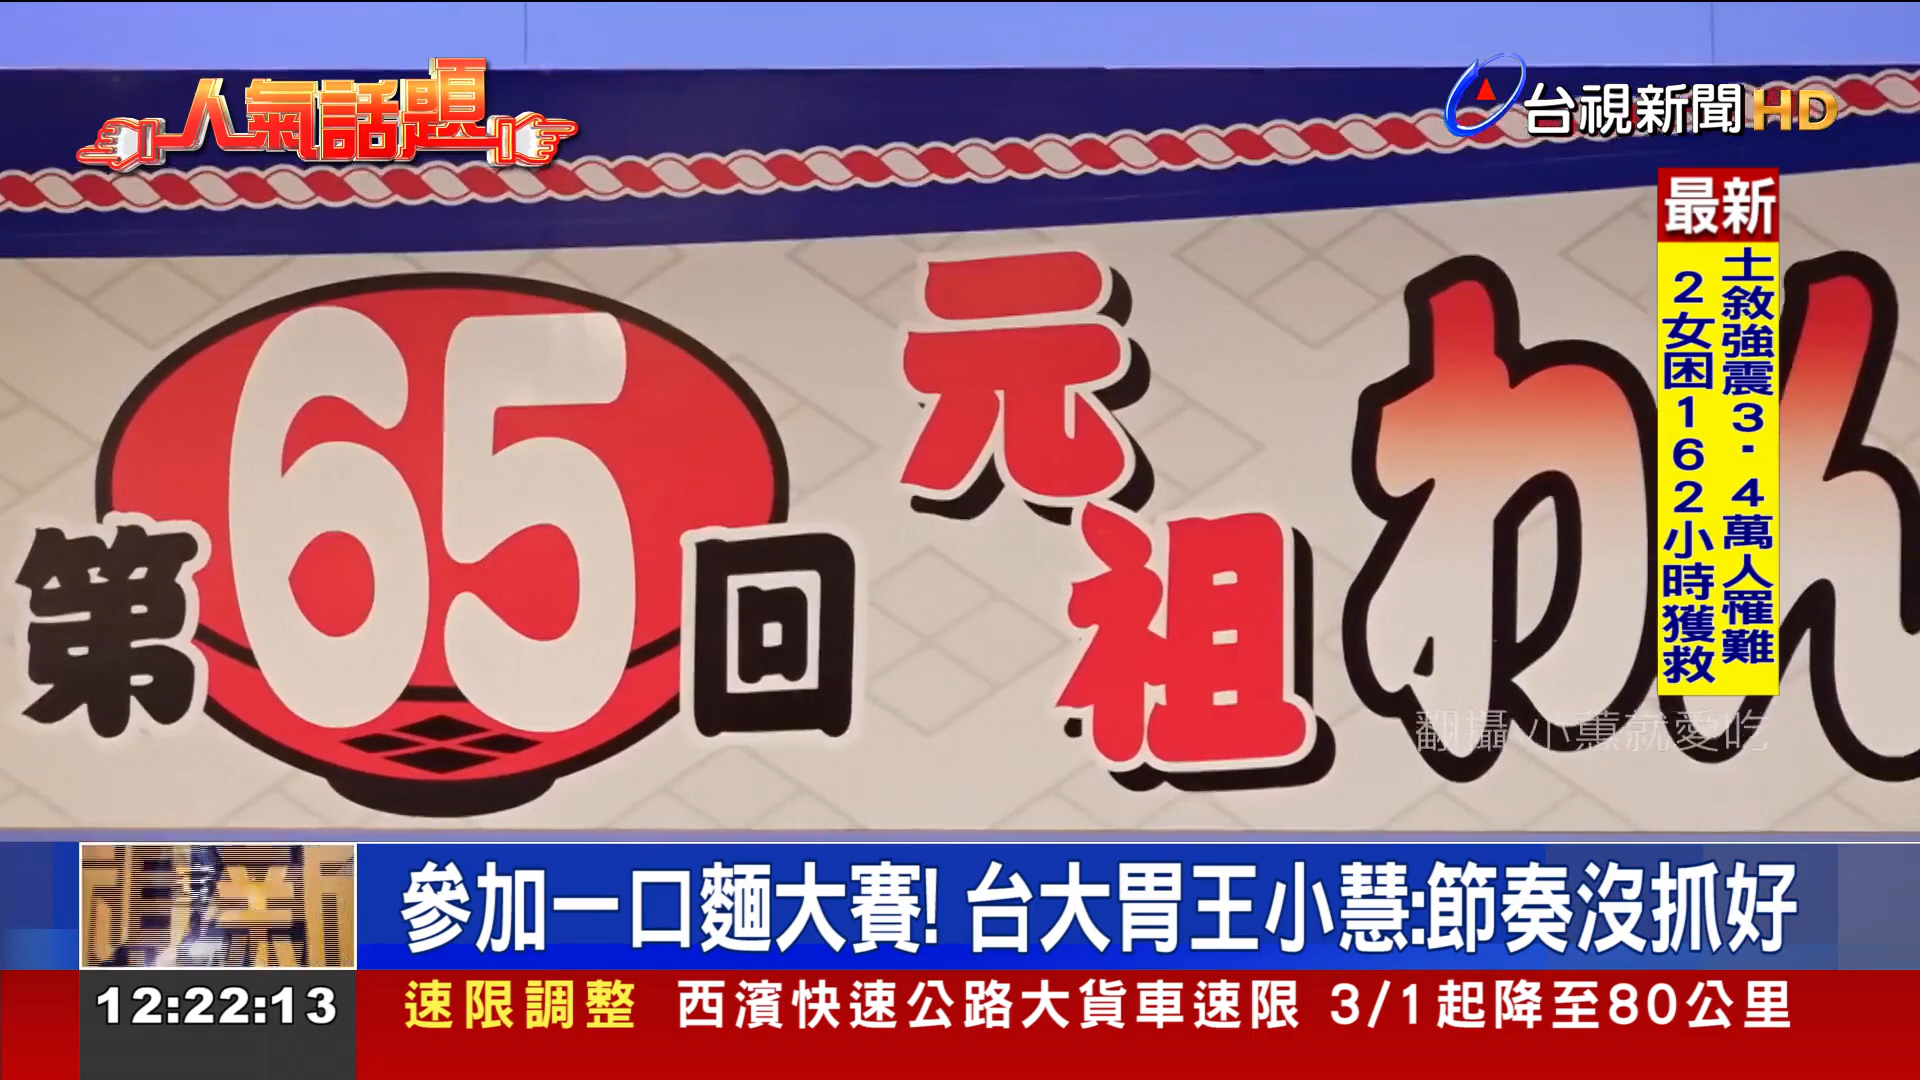 人氣話題
台視新聞HD
最新
土敘強震3.4萬人罹難
2女困162小時獲救
第65回
元祖わん
翻攝 小薰就愛吃
參加一口麵大賽! 台大胃王小慧:節奏沒抓好
12:22:13
速限調整 西濱快速公路大貨車速限 3/1起降至80公里